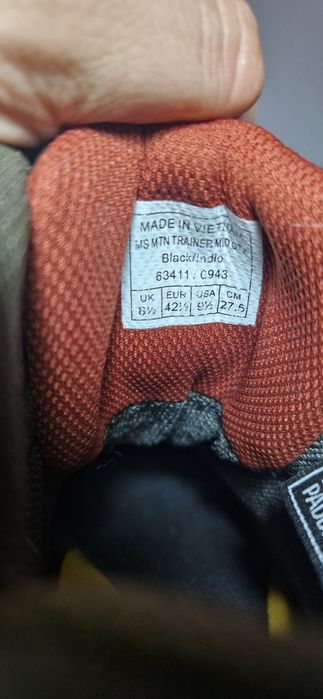 MADE IN VIETNAM
MS MTN TRAINER MID GTX
Black/Indio
63411 / 0943
UK EUR USA CM
8½ 42½ 9½ 27.5